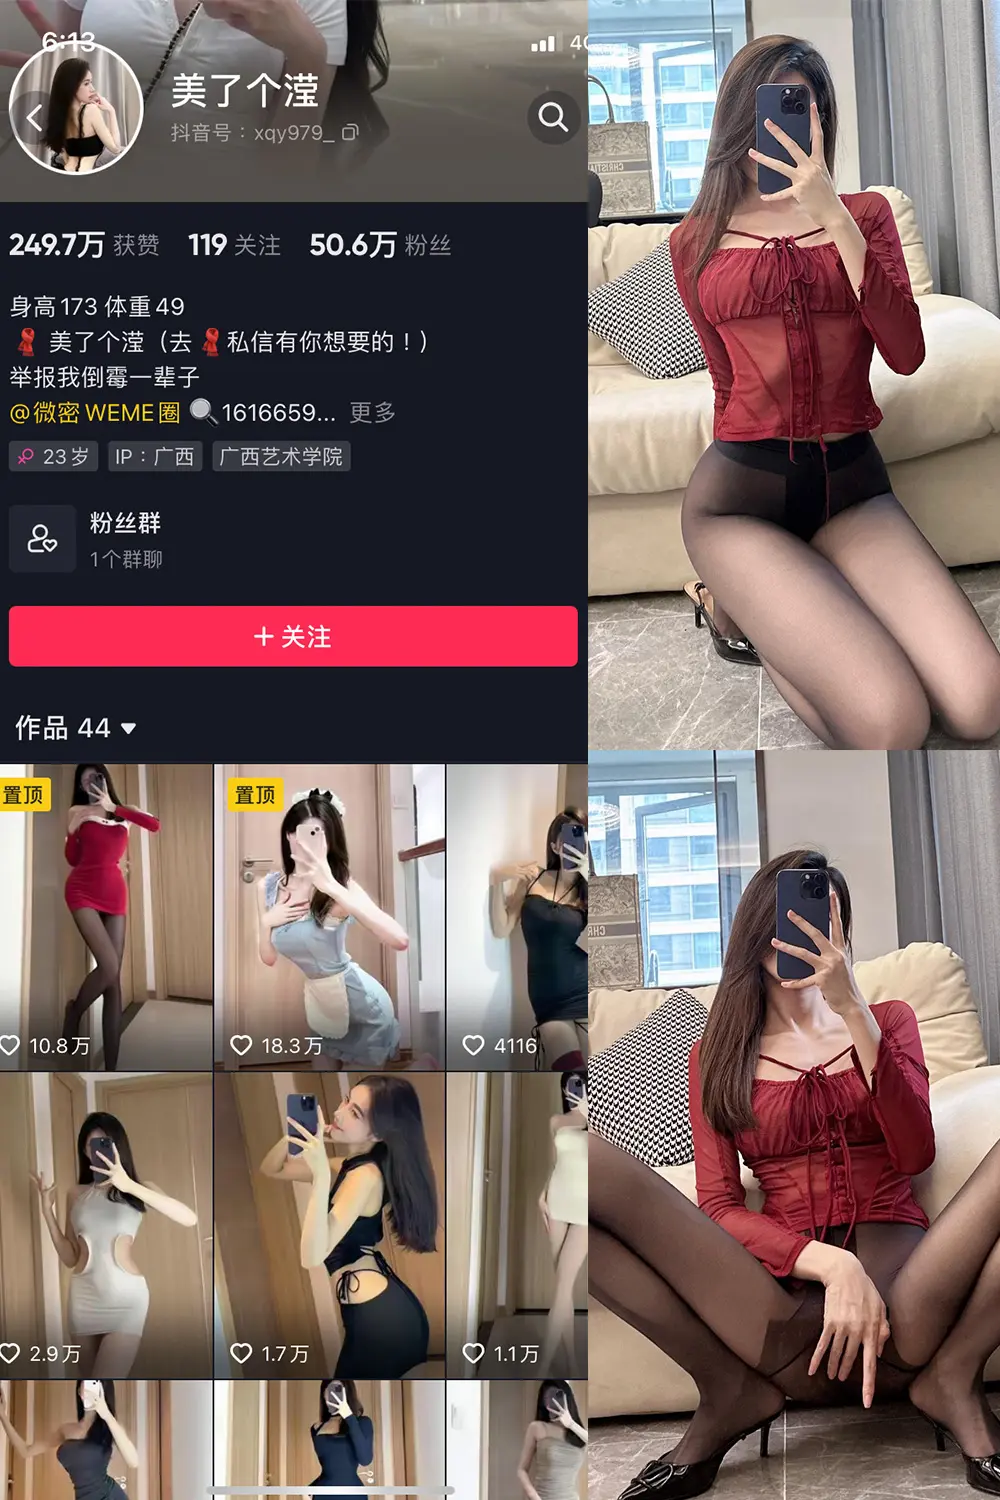 6:13
美了个滢
抖音号：xqy979_
249.7万 获赞 119 关注 50.6万 粉丝
身高173 体重49
美了个滢（去 私信有你想要的！）
举报我倒霉一辈子
@微密 WEME圈 1616659... 更多
23岁 IP：广西 广西艺术学院
粉丝群
1个群聊
+ 关注
作品 44
置顶
置顶
10.8万
18.3万
4116
2.9万
1.7万
1.1万